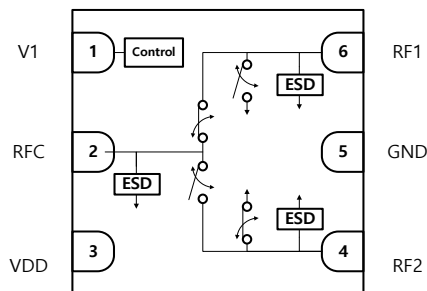 V1 1 Control 6 RF1
ESD
RFC 2 5 GND
ESD
ESD
VDD 3 4 RF2